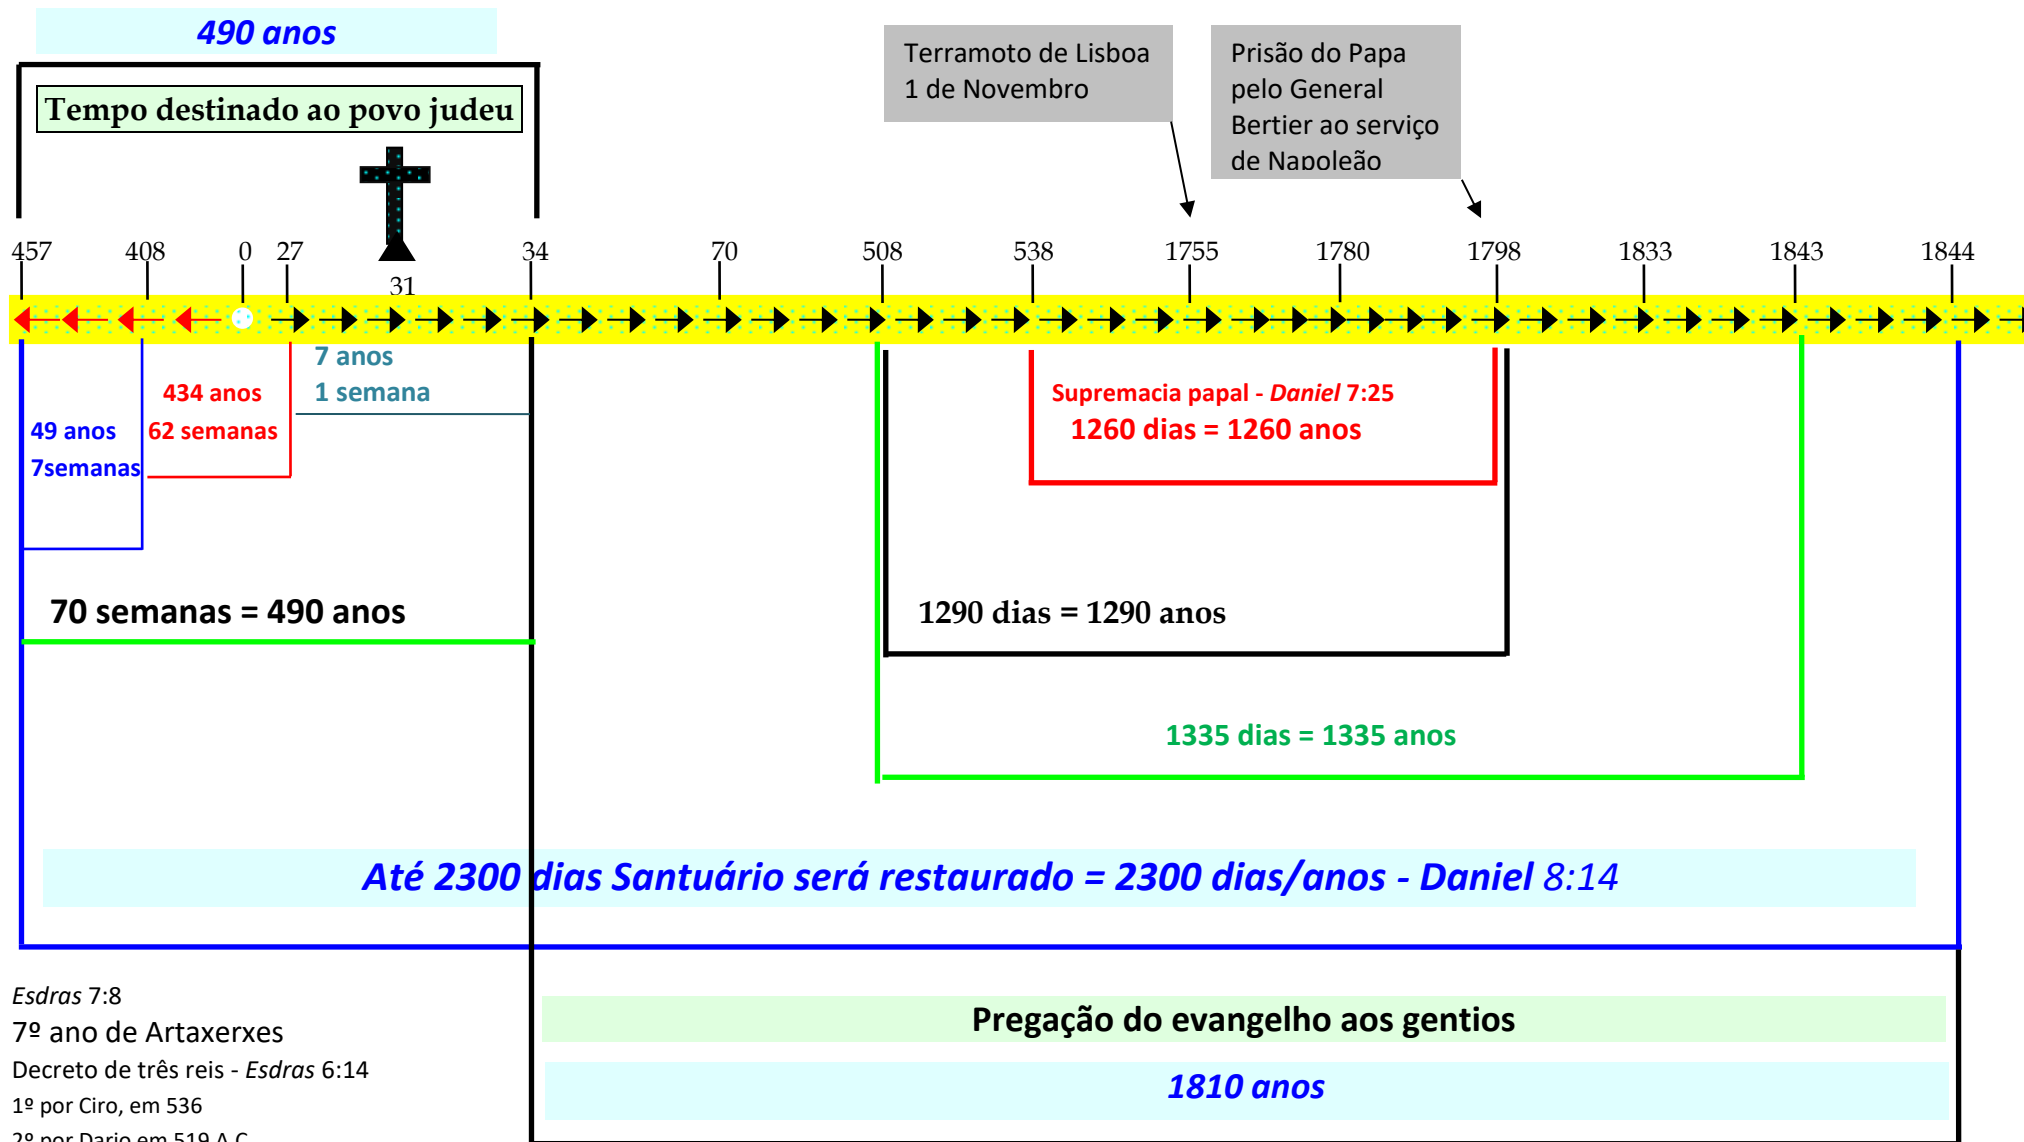 490 anos
Tempo destinado ao povo judeu
Terramoto de Lisboa
1 de Novembro
Prisão do Papa
pelo General
Bertier ao serviço
de Napoleão
457 408 0 27 34 70 508 538 1755 1780 1798 1833 1843 1844
31
7 anos
1 semana
434 anos
62 semanas
49 anos
7semanas
Supremacia papal - Daniel 7:25
1260 dias = 1260 anos
70 semanas = 490 anos
1290 dias = 1290 anos
1335 dias = 1335 anos
Até 2300 dias Santuário será restaurado = 2300 dias/anos - Daniel 8:14
Esdras 7:8
7º ano de Artaxerxes
Decreto de três reis - Esdras 6:14
1º por Ciro, em 536
2º por Dario em 519 A.C.
Pregação do evangelho aos gentios
1810 anos